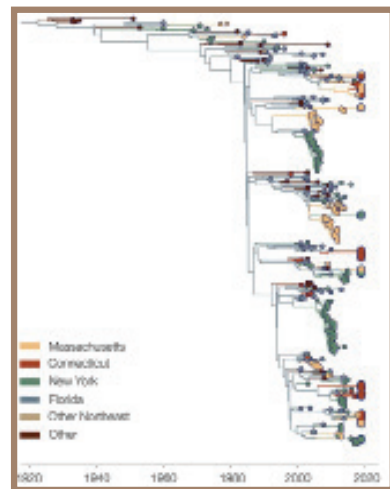 Massachusetts
Connecticut
New York
Florida
Other Northeast
Other
1920 1940 1960 1980 2000 2020